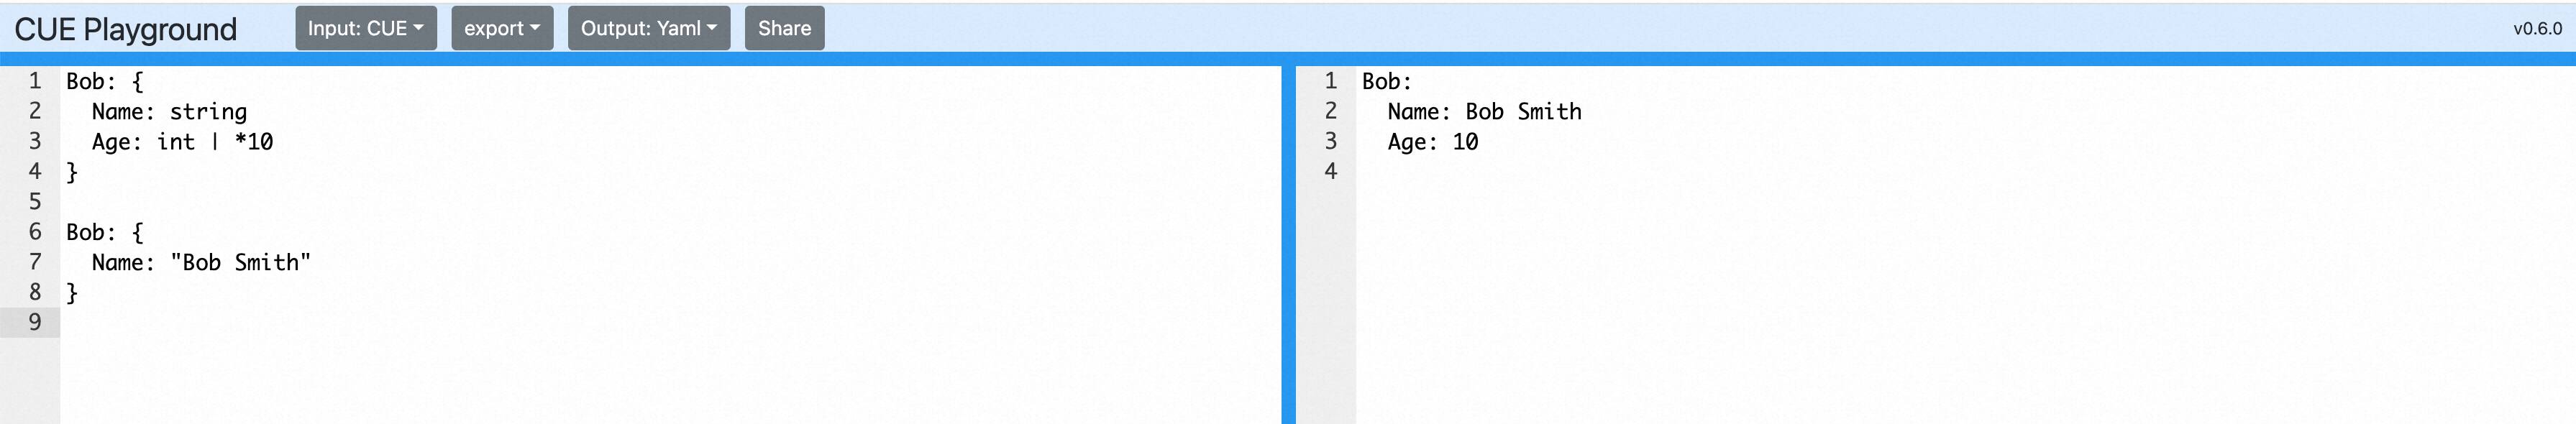 CUE Playground Input: CUE export Output: Yaml Share v0.6.0
1 Bob: {
2   Name: string
3   Age: int | *10
4 }
5
6 Bob: {
7   Name: "Bob Smith"
8 }
9
1 Bob:
2   Name: Bob Smith
3   Age: 10
4